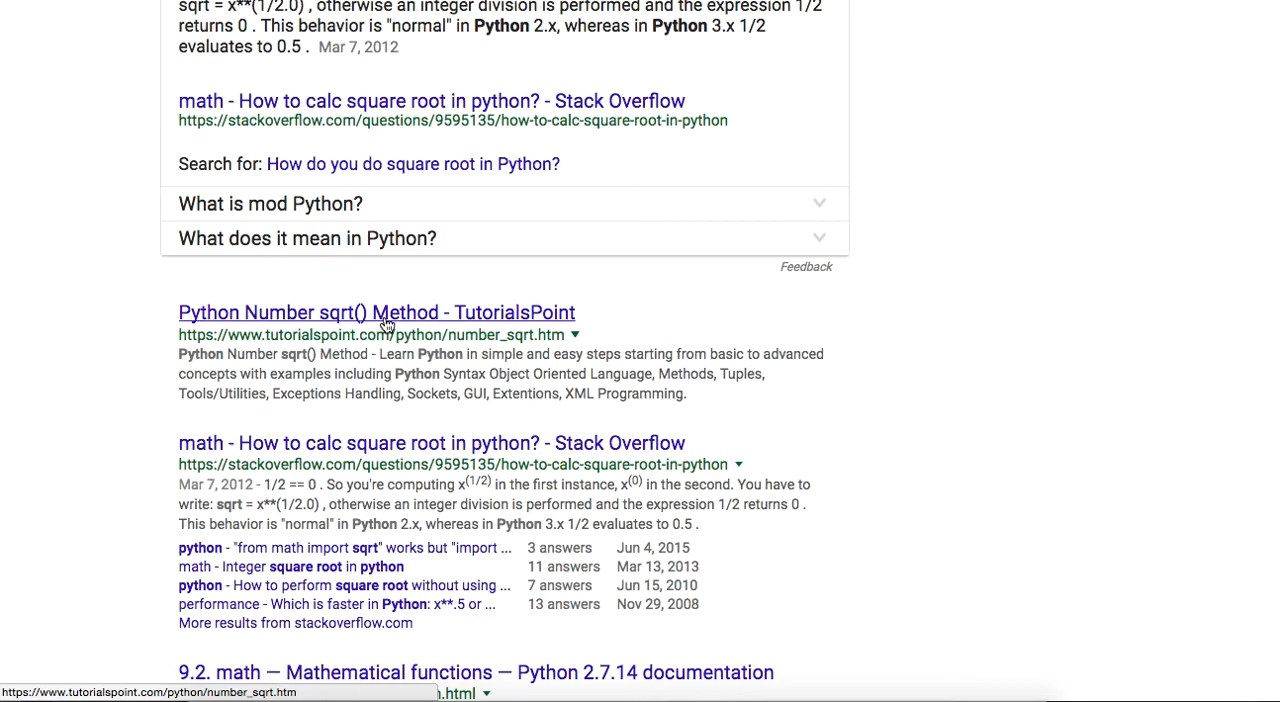 sqrt = x**(1/2.0) , otherwise an integer division is performed and the expression 1/2
returns 0 . This behavior is "normal" in Python 2.x, whereas in Python 3.x 1/2
evaluates to 0.5 . Mar 7, 2012
math - How to calc square root in python? - Stack Overflow
https://stackoverflow.com/questions/9595135/how-to-calc-square-root-in-python
Search for: How do you do square root in Python?
What is mod Python?
What does it mean in Python?
Feedback
Python Number sqrt() Method - TutorialsPoint
https://www.tutorialspoint.com/python/number_sqrt.htm
Python Number sqrt() Method - Learn Python in simple and easy steps starting from basic to advanced
concepts with examples including Python Syntax Object Oriented Language, Methods, Tuples,
Tools/Utilities, Exceptions Handling, Sockets, GUI, Extentions, XML Programming.
math - How to calc square root in python? - Stack Overflow
https://stackoverflow.com/questions/9595135/how-to-calc-square-root-in-python
Mar 7, 2012 - 1/2 == 0 . So you're computing x(1/2) in the first instance, x(0) in the second. You have to
write: sqrt = x**(1/2.0) , otherwise an integer division is performed and the expression 1/2 returns 0 .
This behavior is "normal" in Python 2.x, whereas in Python 3.x 1/2 evaluates to 0.5 .
python - "from math import sqrt" works but "import ... 3 answers Jun 4, 2015
math - Integer square root in python 11 answers Mar 13, 2013
python - How to perform square root without using ... 7 answers Jun 15, 2010
performance - Which is faster in Python: x**.5 or ... 13 answers Nov 29, 2008
More results from stackoverflow.com
9.2. math — Mathematical functions — Python 2.7.14 documentation
https://www.tutorialspoint.com/python/number_sqrt.htm
.html